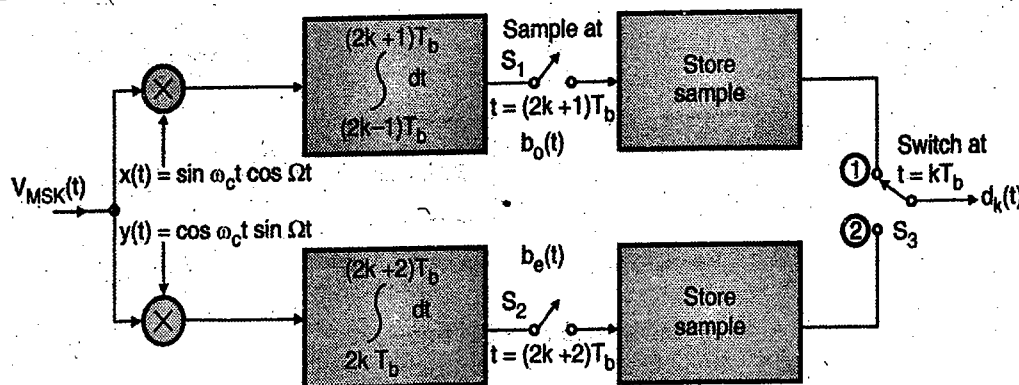 (2k+1)T_b
∫ dt
(2k–1)T_b
Sample at
S₁
t = (2k+1)T_b
b_o(t)
Store
sample
x(t) = sin ω_c t cos Ωt
V_MSK(t)
y(t) = cos ω_c t sin Ωt
①
Switch at
t = kT_b
d_k(t)
② S₃
(2k+2)T_b
∫ dt
2k T_b
b_e(t)
S₂
t = (2k +2)T_b
Store
sample